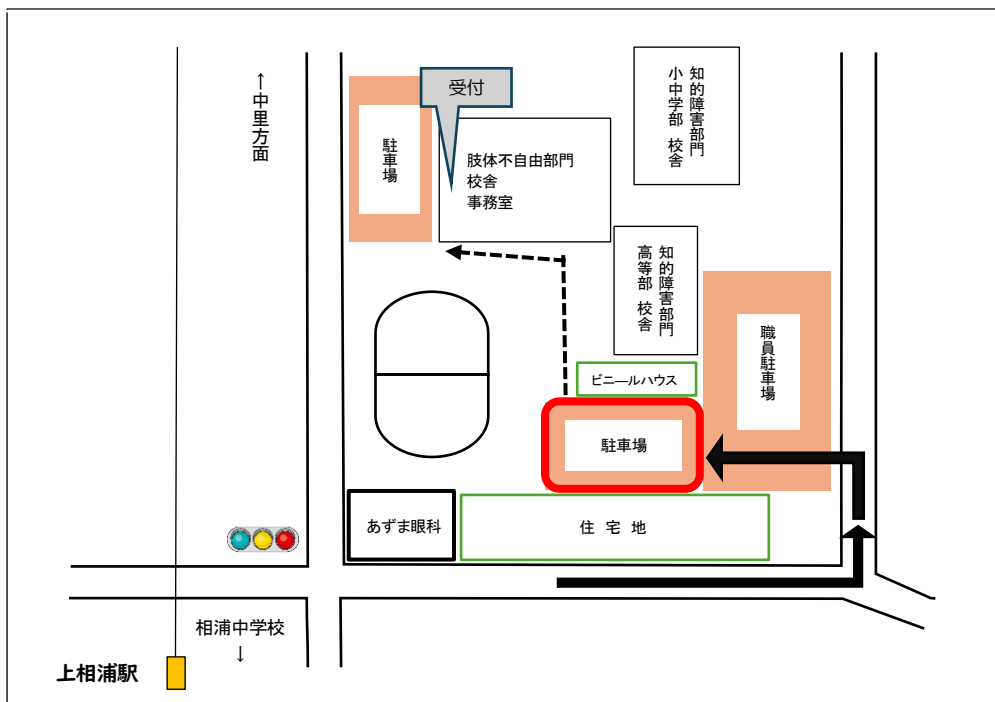 ↑中里方面
駐車場
受付
肢体不自由部門
校舎
事務室
知的障害部門
小中学部 校舎
知的障害部門
高等部 校舎
職員駐車場
ビニールハウス
駐車場
あずま眼科
住 宅 地
相浦中学校
↓
上相浦駅